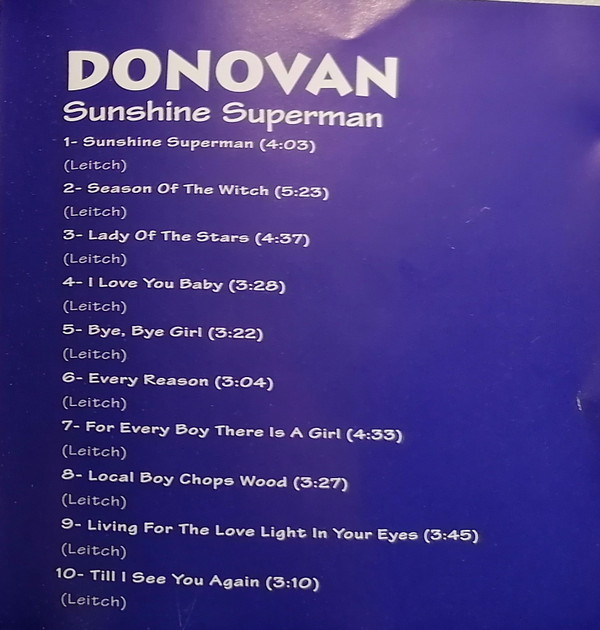 DONOVAN
Sunshine Superman
1- Sunshine Superman (4:03)
(Leitch)
2- Season Of The Witch (5:23)
(Leitch)
3- Lady Of The Stars (4:37)
(Leitch)
4- I Love You Baby (3:28)
(Leitch)
5- Bye, Bye Girl (3:22)
(Leitch)
6- Every Reason (3:04)
(Leitch)
7- For Every Boy There Is A Girl (4:33)
(Leitch)
8- Local Boy Chops Wood (3:27)
(Leitch)
9- Living For The Love Light In Your Eyes (3:45)
(Leitch)
10- Till I See You Again (3:10)
(Leitch)